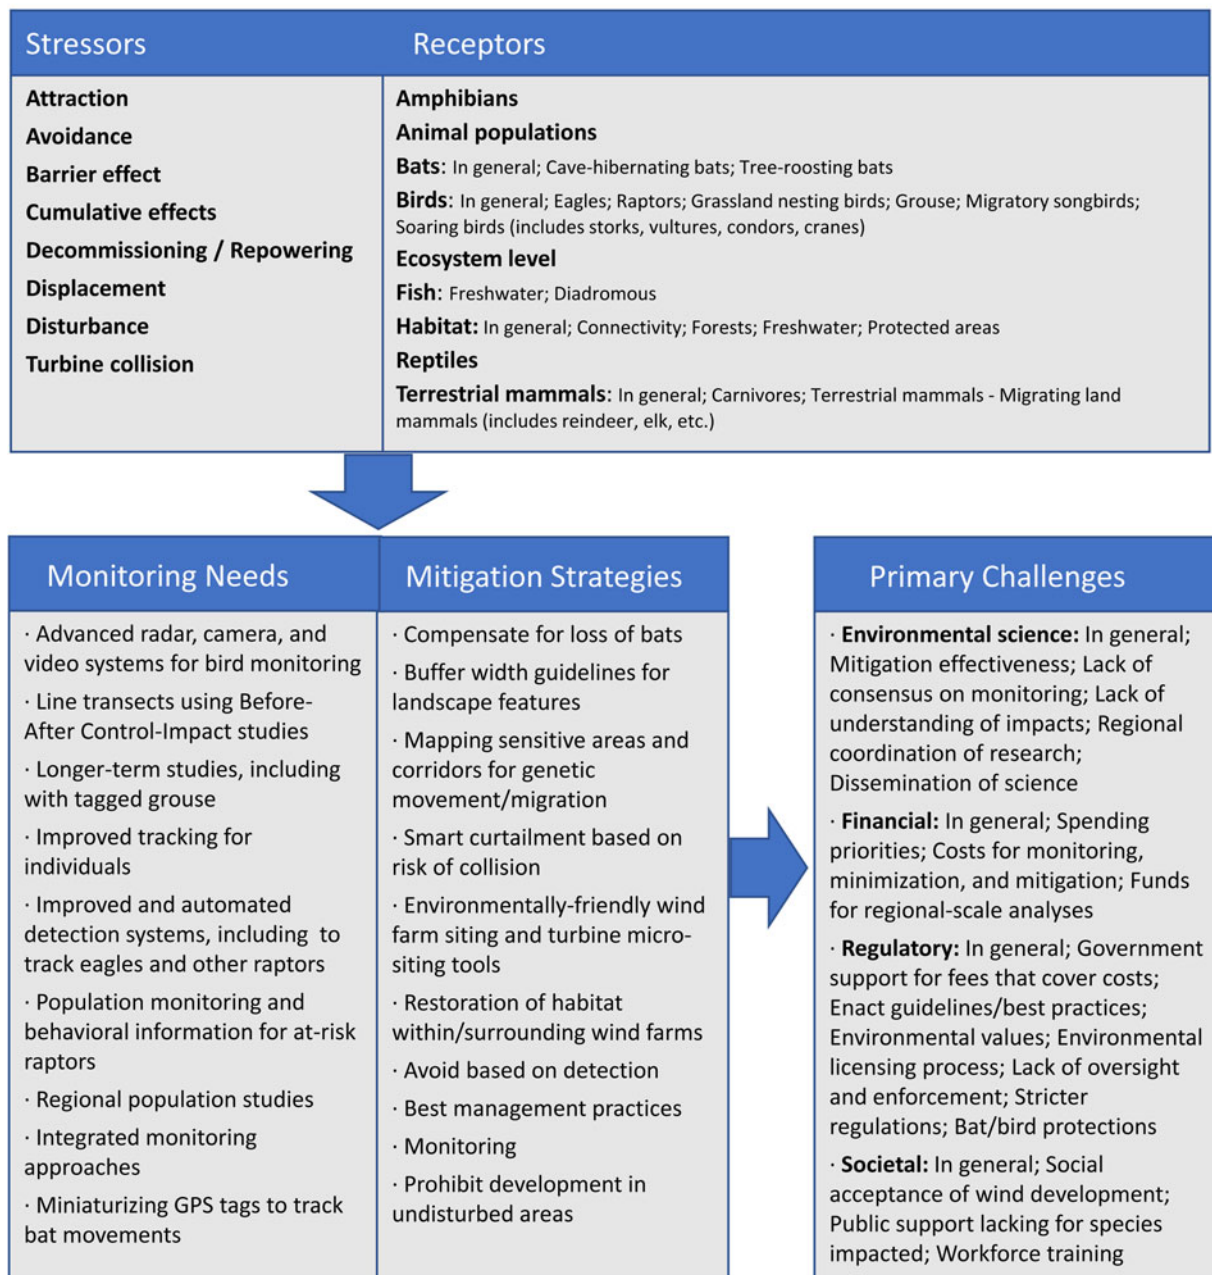 Stressors
Receptors
Attraction
Avoidance
Barrier effect
Cumulative effects
Decommissioning / Repowering
Displacement
Disturbance
Turbine collision
Amphibians
Animal populations
Bats: In general; Cave-hibernating bats; Tree-roosting bats
Birds: In general; Eagles; Raptors; Grassland nesting birds; Grouse; Migratory songbirds;
Soaring birds (includes storks, vultures, condors, cranes)
Ecosystem level
Fish: Freshwater; Diadromous
Habitat: In general; Connectivity; Forests; Freshwater; Protected areas
Reptiles
Terrestrial mammals: In general; Carnivores; Terrestrial mammals - Migrating land
mammals (includes reindeer, elk, etc.)
Monitoring Needs
· Advanced radar, camera, and
video systems for bird monitoring
· Line transects using Before-
After Control-Impact studies
· Longer-term studies, including
with tagged grouse
· Improved tracking for
individuals
· Improved and automated
detection systems, including to
track eagles and other raptors
· Population monitoring and
behavioral information for at-risk
raptors
· Regional population studies
· Integrated monitoring
approaches
· Miniaturizing GPS tags to track
bat movements
Mitigation Strategies
· Compensate for loss of bats
· Buffer width guidelines for
landscape features
· Mapping sensitive areas and
corridors for genetic
movement/migration
· Smart curtailment based on
risk of collision
· Environmentally-friendly wind
farm siting and turbine micro-
siting tools
· Restoration of habitat
within/surrounding wind farms
· Avoid based on detection
· Best management practices
· Monitoring
· Prohibit development in
undisturbed areas
Primary Challenges
· Environmental science: In general;
Mitigation effectiveness; Lack of
consensus on monitoring; Lack of
understanding of impacts; Regional
coordination of research;
Dissemination of science
· Financial: In general; Spending
priorities; Costs for monitoring,
minimization, and mitigation; Funds
for regional-scale analyses
· Regulatory: In general; Government
support for fees that cover costs;
Enact guidelines/best practices;
Environmental values; Environmental
licensing process; Lack of oversight
and enforcement; Stricter
regulations; Bat/bird protections
· Societal: In general; Social
acceptance of wind development;
Public support lacking for species
impacted; Workforce training